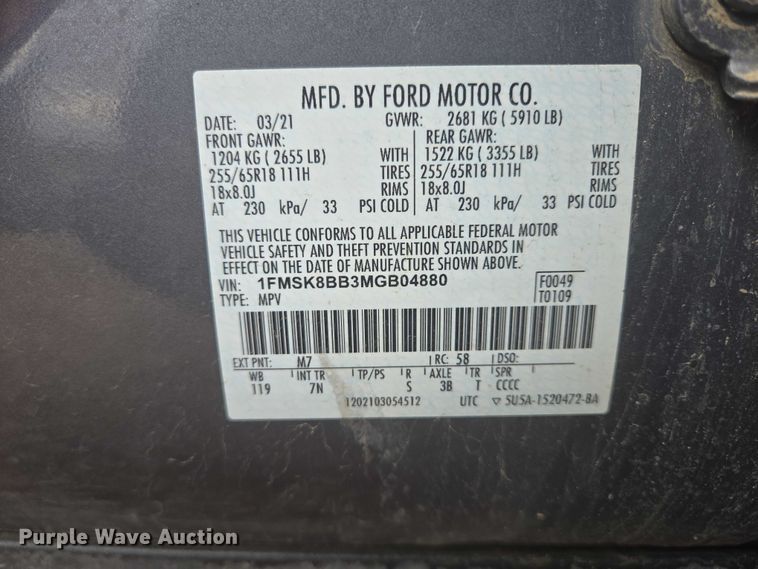 MFD. BY FORD MOTOR CO.
DATE: 03/21 GVWR: 2681 KG ( 5910 LB)
FRONT GAWR: REAR GAWR:
1204 KG ( 2655 LB) WITH 1522 KG ( 3355 LB) WITH
255/65R18 111H TIRES 255/65R18 111H TIRES
18x8.0J RIMS 18x8.0J RIMS
AT 230 kPa/ 33 PSI COLD AT 230 kPa/ 33 PSI COLD
THIS VEHICLE CONFORMS TO ALL APPLICABLE FEDERAL MOTOR
VEHICLE SAFETY AND THEFT PREVENTION STANDARDS IN
EFFECT ON THE DATE OF MANUFACTURE SHOWN ABOVE.
VIN: 1FMSK8BB3MGB04880 F0049
TYPE: MPV T0109
EXT PNT: M7 RC: 58 DSO:
WB INT TR TP/PS R AXLE TR SPR
119 7N S 3B T CCCC
1202103054512 UTC ▽ 5U5A-1520472-BA
Purple Wave Auction